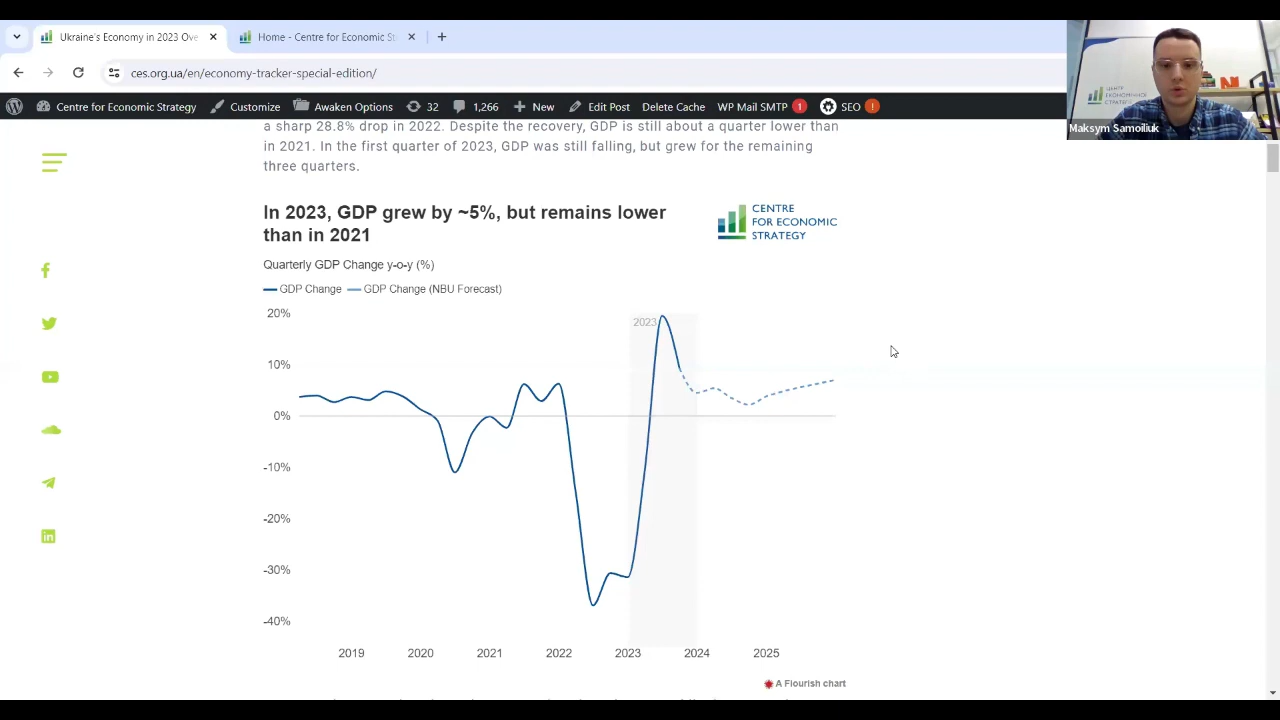 Ukraine's Economy in 2023 Ove
Home - Centre for Economic St
ces.org.ua/en/economy-tracker-special-edition/
Centre for Economic Strategy Customize Awaken Options 32 1,266 New Edit Post Delete Cache WP Mail SMTP 1 SEO !
ЦЕНТР
ЕКОНОМІЧНОЇ
СТРАТЕГ
Maksym Samoiliuk
a sharp 28.8% drop in 2022. Despite the recovery, GDP is still about a quarter lower than
in 2021. In the first quarter of 2023, GDP was still falling, but grew for the remaining
three quarters.
In 2023, GDP grew by ~5%, but remains lower
than in 2021
CENTRE
FOR ECONOMIC
STRATEGY
Quarterly GDP Change y-o-y (%)
GDP Change GDP Change (NBU Forecast)
20%
2023
10%
0%
-10%
-20%
-30%
-40%
2019 2020 2021 2022 2023 2024 2025
A Flourish chart